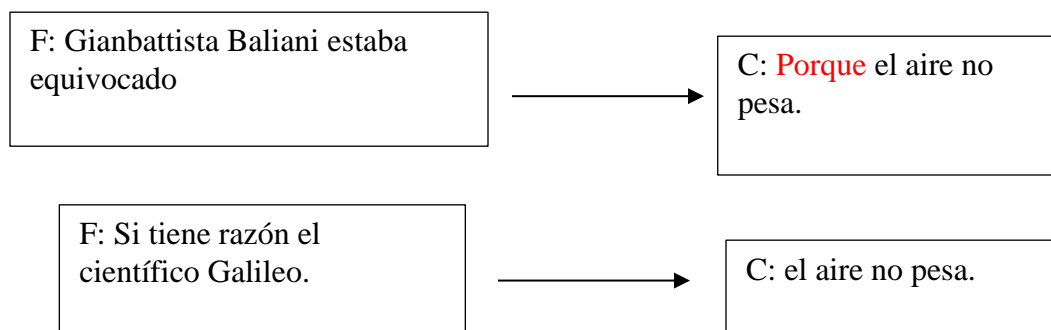 F: Gianbattista Baliani estaba
equivocado
C: Porque el aire no
pesa.
F: Si tiene razón el
científico Galileo.
C: el aire no pesa.